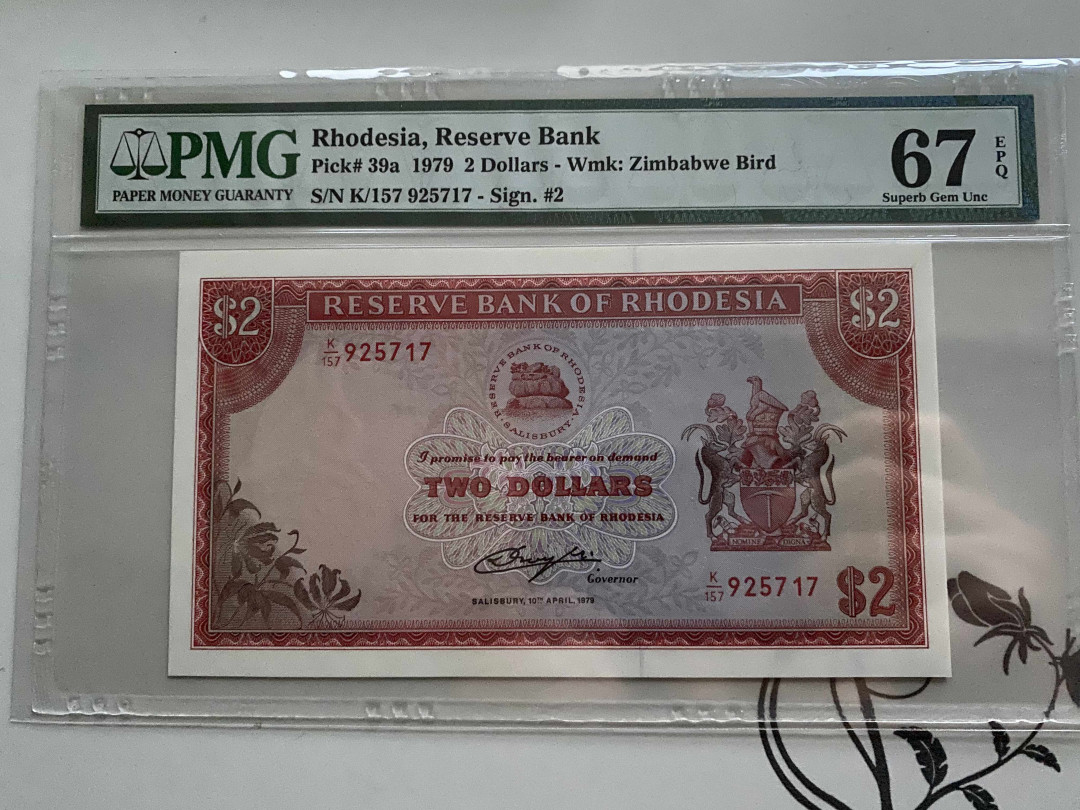 PMG
PAPER MONEY GUARANTY
Rhodesia, Reserve Bank
Pick# 39a 1979 2 Dollars - Wmk: Zimbabwe Bird
S/N K/157 925717 - Sign. #2
67
EPQ
Superb Gem Unc
$2
RESERVE BANK OF RHODESIA
$2
K/157 925717
RESERVE BANK OF RHODESIA
· SALISBURY ·
I promise to pay the bearer on demand
TWO DOLLARS
FOR THE RESERVE BANK OF RHODESIA
Governor
SALISBURY, 10TH APRIL, 1979
NOMINE DIGNA
K/157 925717
$2